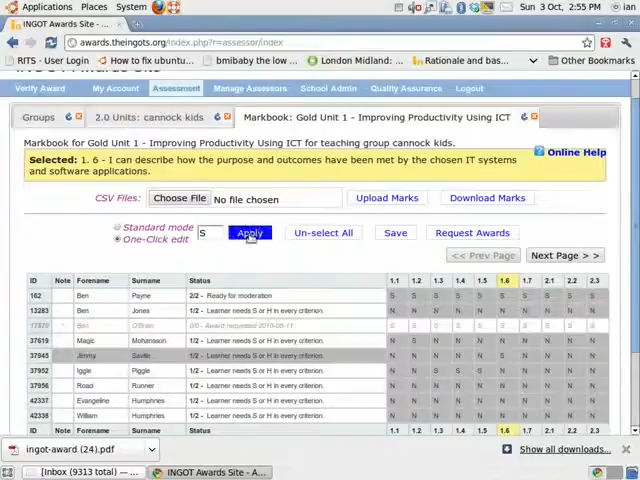 Applications Places System Sun 3 Oct, 2:55 PM ian
INGOT Awards Site - A...
awards.theingots.org/index.php?r=assessor/index
RITS - User Login How to fix ubuntu... bmibaby the low ... London Midland: ... Rationale and bas... Other Bookmarks
INGOT Awards Site
Verify Award My Account Assessment Manage Assessors School Admin Quality Assurance Logout
Groups 2.0 Units: cannock kids Markbook: Gold Unit 1 - Improving Productivity Using ICT
Markbook for Gold Unit 1 - Improving Productivity Using ICT for teaching group cannock kids.
Selected: 1. 6 - I can describe how the purpose and outcomes have been met by the chosen IT systems
and software applications.
Online Help
CSV Files: Choose File No file chosen Upload Marks Download Marks
Standard mode
One-Click edit
S Apply Un-select All Save Request Awards
<< Prev Page Next Page > >
ID Note Forename Surname Status 1.1 1.2 1.3 1.4 1.5 1.6 1.7 2.1 2.2 2.3
162 Ben Payne 2/2 - Ready for moderation S S S S S S S S S S
13283 Ben Jones 1/2 - Learner needs S or H in every criterion. N N N N N N N N N N
17870 * Ben O'Brian 0/0 - Award requested 2010-05-11 S S S S S S S S S S
37619 Magic Mohansson 1/2 - Learner needs S or H in every criterion. N S N N N N N N N N
37945 Jimmy Saville 1/2 - Learner needs S or H in every criterion. N N N N N S N N N N
37952 Iggle Piggle 1/2 - Learner needs S or H in every criterion. N N S S S N N N N N
37956 Road Runner 1/2 - Learner needs S or H in every criterion. N N N N N N N N N N
42337 Evangeline Humphries 1/2 - Learner needs S or H in every criterion. N N N N N N N N N N
42338 William Humphries 1/2 - Learner needs S or H in every criterion. N N N N N N N N N N
ID Note Forename Surname Status 1.1 1.2 1.3 1.4 1.5 1.6 1.7 2.1 2.2 2.3
ingot-award (24).pdf Show all downloads...
[Inbox (9313 total) — ... INGOT Awards Site - A...